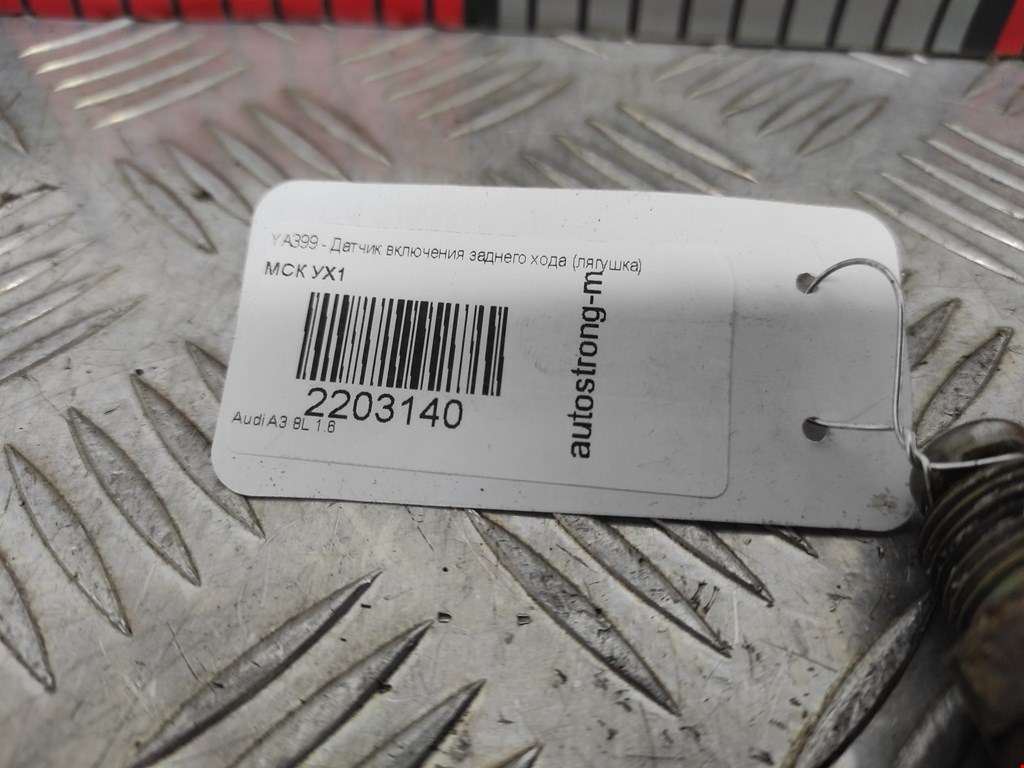 YA399 - Датчик включения заднего хода (лягушка)
МСК УХ1
2203140
Audi A3 8L 1.6
autostrong-m